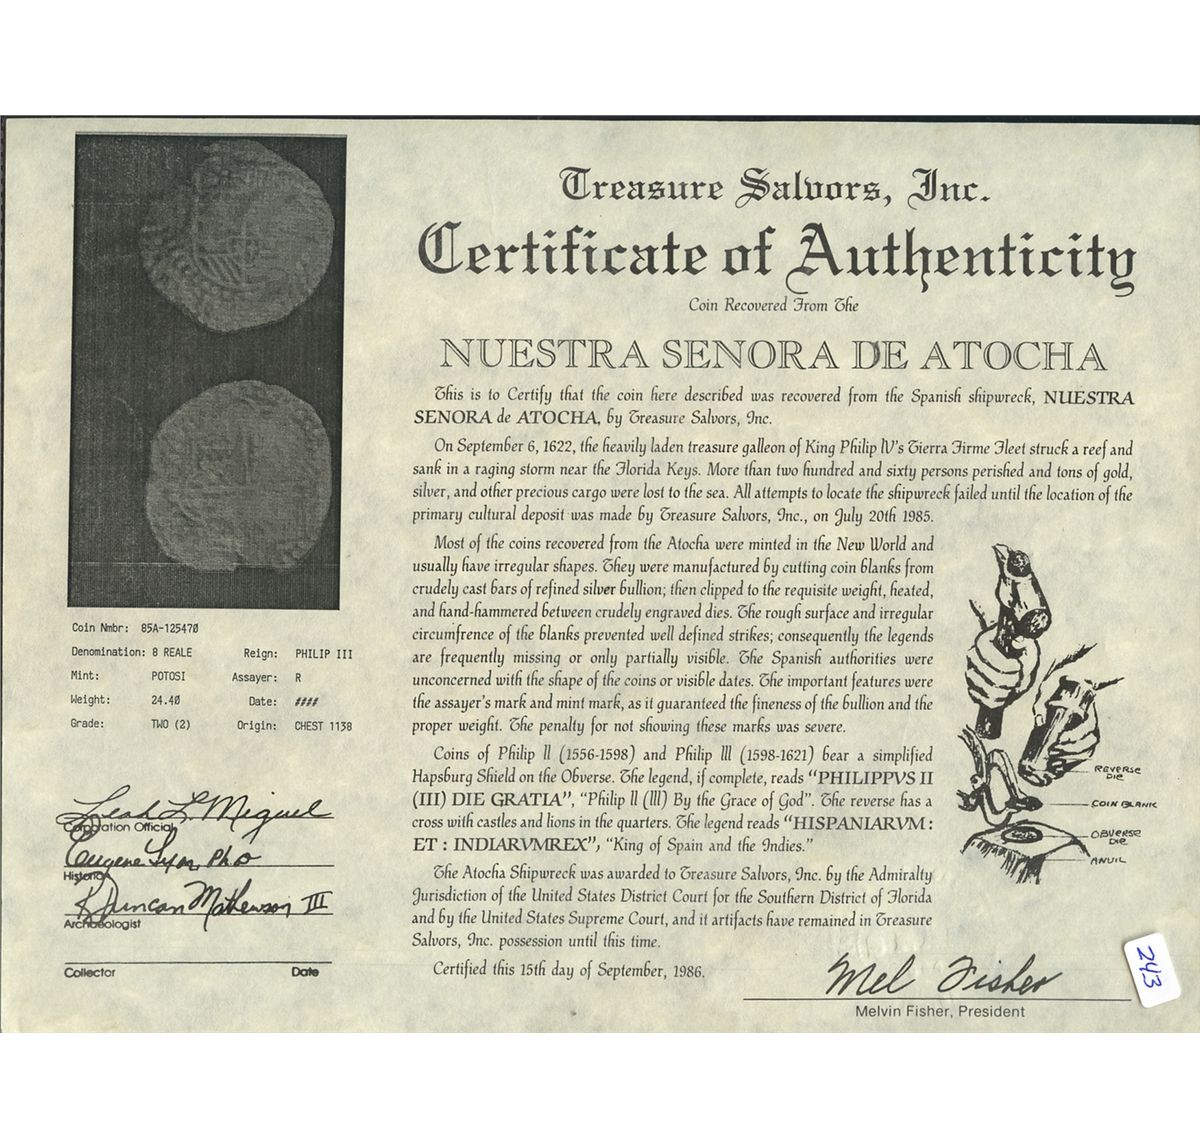 Treasure Salvors, Inc.
Certificate of Authenticity
Coin Recovered From The
NUESTRA SENORA DE ATOCHA
This is to Certify that the coin here described was recovered from the Spanish shipwreck, NUESTRA
SENORA de ATOCHA, by Treasure Salvors, Inc.
On September 6, 1622, the heavily laden treasure galleon of King Philip IV's Tierra Firme Fleet struck a reef and
sank in a raging storm near the Florida Keys. More than two hundred and sixty persons perished and tons of gold,
silver, and other precious cargo were lost to the sea. All attempts to locate the shipwreck failed until the location of the
primary cultural deposit was made by Treasure Salvors, Inc., on July 20th 1985.
Most of the coins recovered from the Atocha were minted in the New World and
usually have irregular shapes. They were manufactured by cutting coin blanks from
crudely cast bars of refined silver bullion; then clipped to the requisite weight, heated,
and hand-hammered between crudely engraved dies. The rough surface and irregular
circumfrence of the blanks prevented well defined strikes; consequently the legends
are frequently missing or only partially visible. The Spanish authorities were
unconcerned with the shape of the coins or visible dates. The important features were
the assayer's mark and mint mark, as it guaranteed the fineness of the bullion and the
proper weight. The penalty for not showing these marks was severe.
Coins of Philip II (1556-1598) and Philip III (1598-1621) bear a simplified
Hapsburg Shield on the Obverse. The legend, if complete, reads "PHILIPPVS II
(III) DIE GRATIA", "Philip II (III) By the Grace of God". The reverse has a
cross with castles and lions in the quarters. The legend reads "HISPANIARVM :
ET : INDIARVMREX", "King of Spain and the Indies."
The Atocha Shipwreck was awarded to Treasure Salvors, Inc. by the Admiralty
Jurisdiction of the United States District Court for the Southern District of Florida
and by the United States Supreme Court, and it artifacts have remained in Treasure
Salvors, Inc. possession until this time.
Certified this 15th day of September, 1986.
Mel Fisher
Melvin Fisher, President
REVERSE
DIE
COIN BLANK
OBVERSE
DIE
ANVIL
Coin Nmbr: 85A-125470
Denomination: 8 REALE Reign: PHILIP III
Mint: POTOSI Assayer: R
Weight: 24.40 Date: ####
Grade: TWO (2) Origin: CHEST 1138
Leah L Miguel
Corporation Official
Eugene Lyon, Ph D
Historian
R Duncan Mathewson III
Archaeologist
Collector Date
243